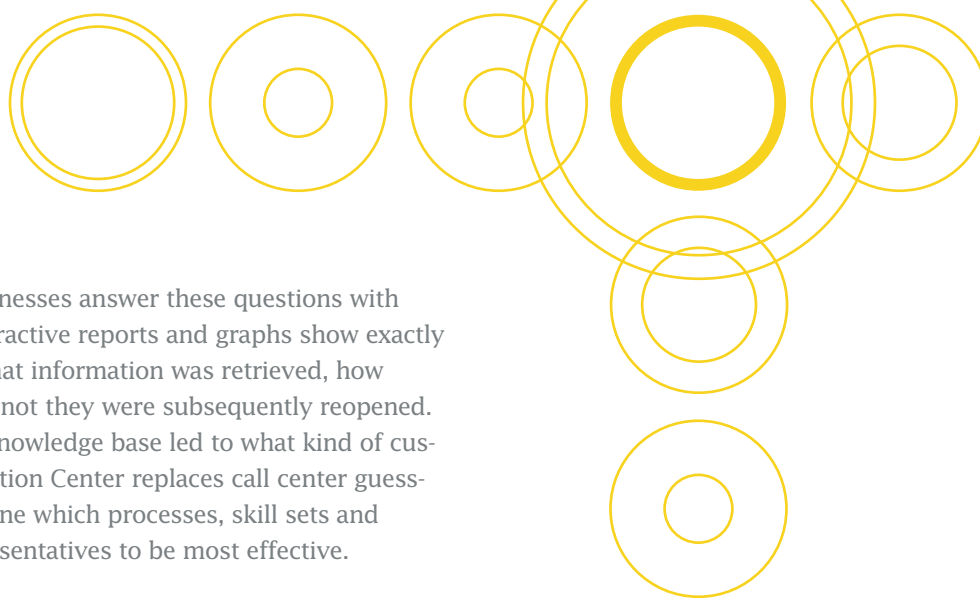 nesses answer these questions with
ractive reports and graphs show exactly
at information was retrieved, how
not they were subsequently reopened.
nowledge base led to what kind of cus-
tion Center replaces call center guess-
ne which processes, skill sets and
sentatives to be most effective.